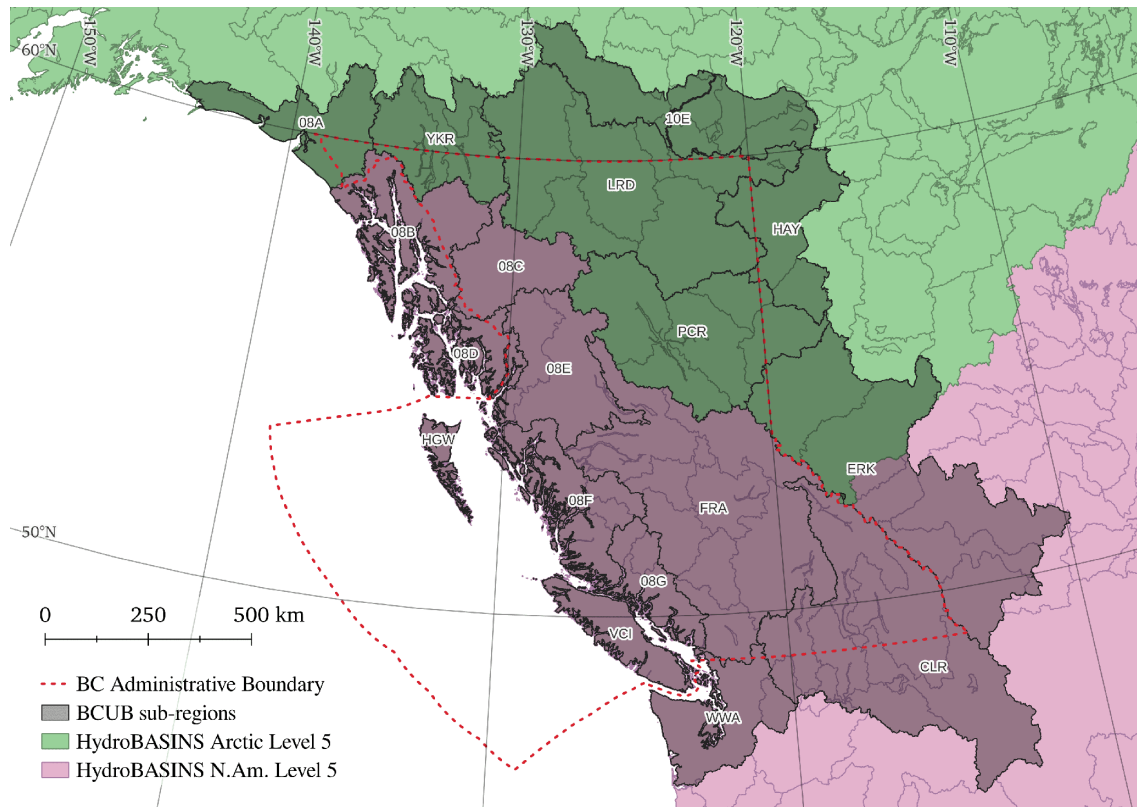 150°W
140°W
130°W
120°W
110°W
60°N
08A
YKR
10E
LRD
08B
HAY
08C
PCR
08D
08E
HGW
ERK
08F
FRA
50°N
08G
0 250 500 km
VCI
CLR
BC Administrative Boundary
BCUB sub-regions
WWA
HydroBASINS Arctic Level 5
HydroBASINS N.Am. Level 5